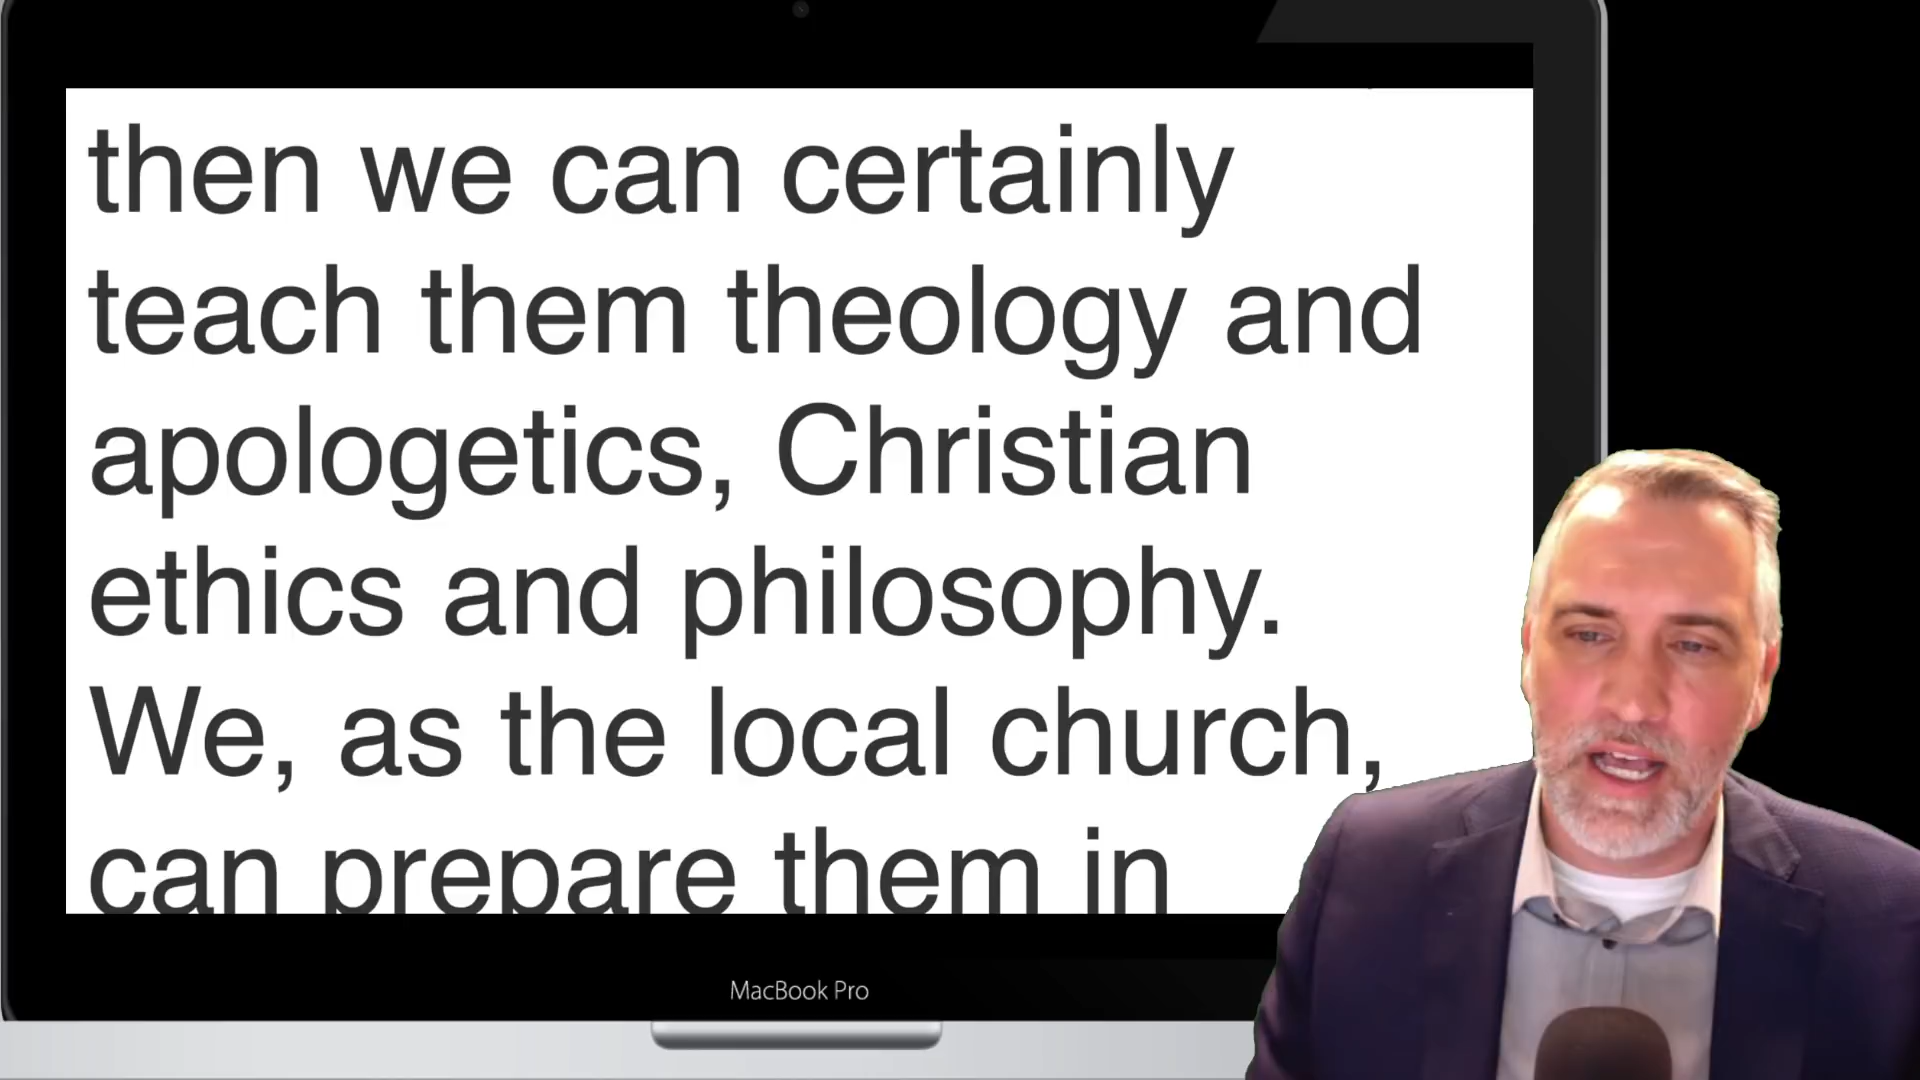 then we can certainly
teach them theology and
apologetics, Christian
ethics and philosophy.
We, as the local church,
can prepare them in
MacBook Pro